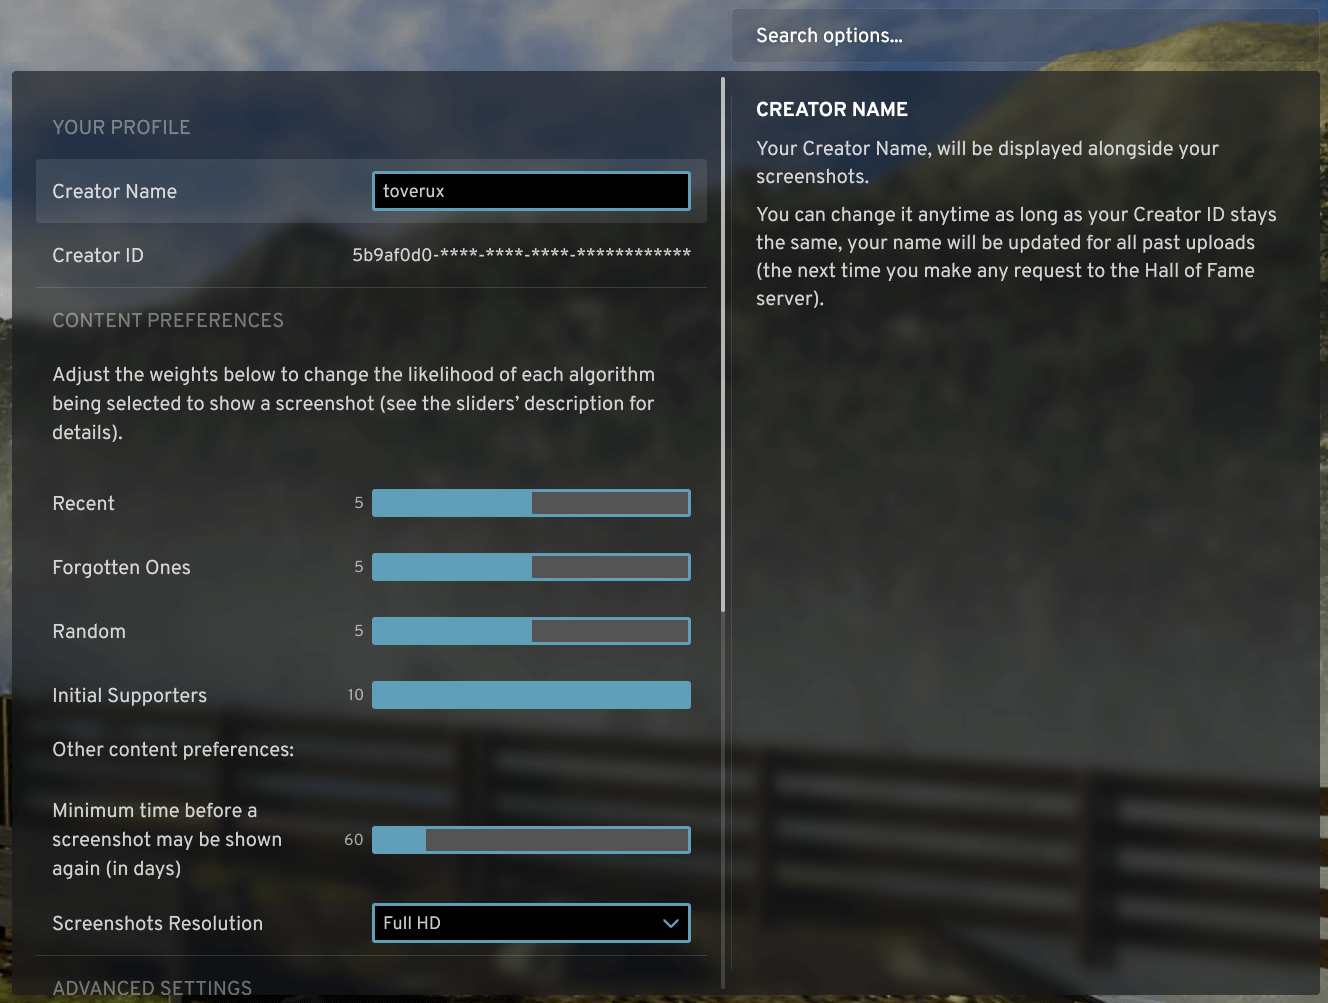 Search options...
YOUR PROFILE
Creator Name
toverux
Creator ID
5b9af0d0-****-****-****-************
CONTENT PREFERENCES
Adjust the weights below to change the likelihood of each algorithm
being selected to show a screenshot (see the sliders’ description for
details).
Recent
5
Forgotten Ones
5
Random
5
Initial Supporters
10
Other content preferences:
Minimum time before a
screenshot may be shown
again (in days)
60
Screenshots Resolution
Full HD
ADVANCED SETTINGS
CREATOR NAME
Your Creator Name, will be displayed alongside your
screenshots.
You can change it anytime as long as your Creator ID stays
the same, your name will be updated for all past uploads
(the next time you make any request to the Hall of Fame
server).